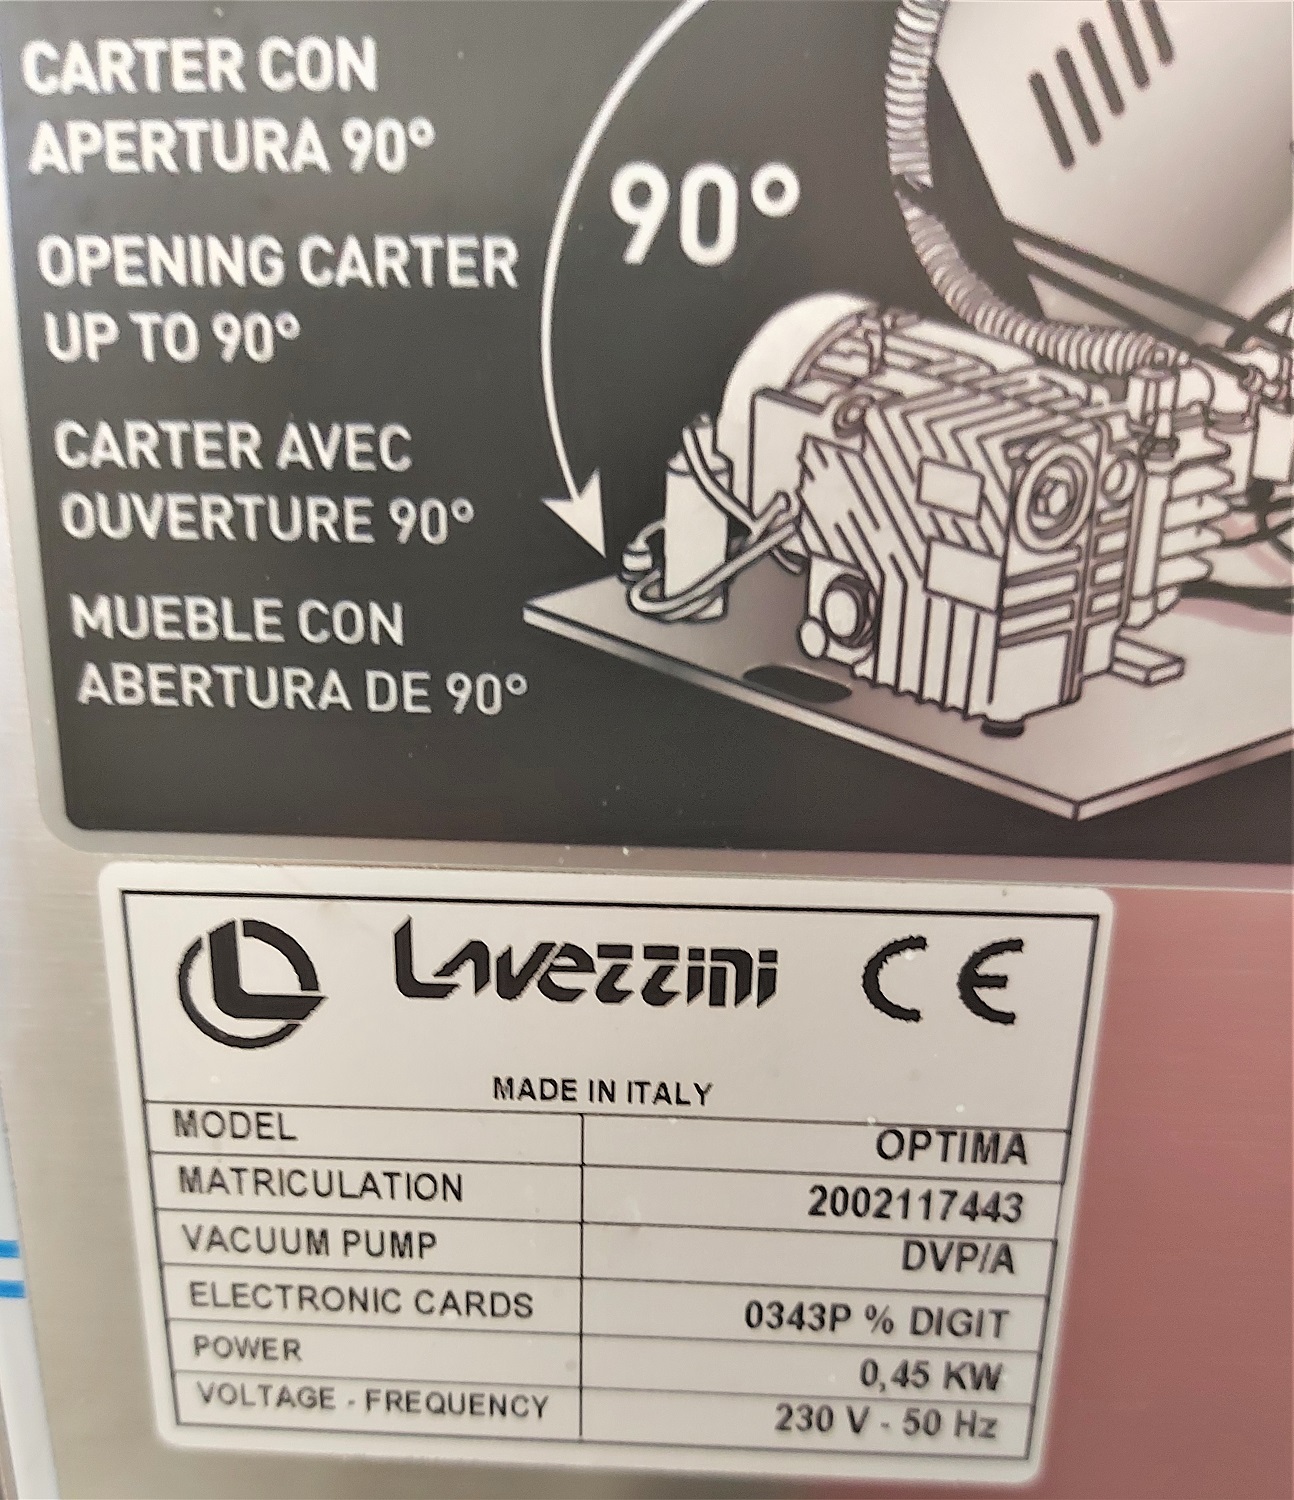 CARTER CON
APERTURA 90°
90°
OPENING CARTER
UP TO 90°
CARTER AVEC
OUVERTURE 90°
MUEBLE CON
ABERTURA DE 90°
Lavezzini CE
MADE IN ITALY
MODEL OPTIMA
MATRICULATION 2002117443
VACUUM PUMP DVP/A
ELECTRONIC CARDS 0343P % DIGIT
POWER 0,45 KW
VOLTAGE - FREQUENCY 230 V - 50 Hz